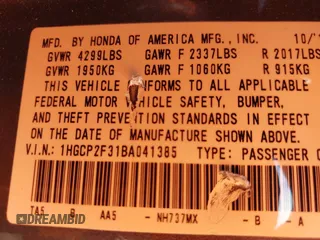 MFD. BY HONDA OF AMERICA MFG., INC. 10/
GVWR 4299LBS GAWR F 2337LBS R 2017LBS
GVWR 1950KG GAWR F 1060KG R 915KG
THIS VEHICLE CONFORMS TO ALL APPLICABLE
FEDERAL MOTOR VEHICLE SAFETY, BUMPER,
AND THEFT PREVENTION STANDARDS IN EFFECT
ON THE DATE OF MANUFACTURE SHOWN ABOVE.
V.I.N.: 1HGCP2F31BA041385 TYPE: PASSENGER
TA5 B AA5 - NH737MX - B - A
DREAMBID